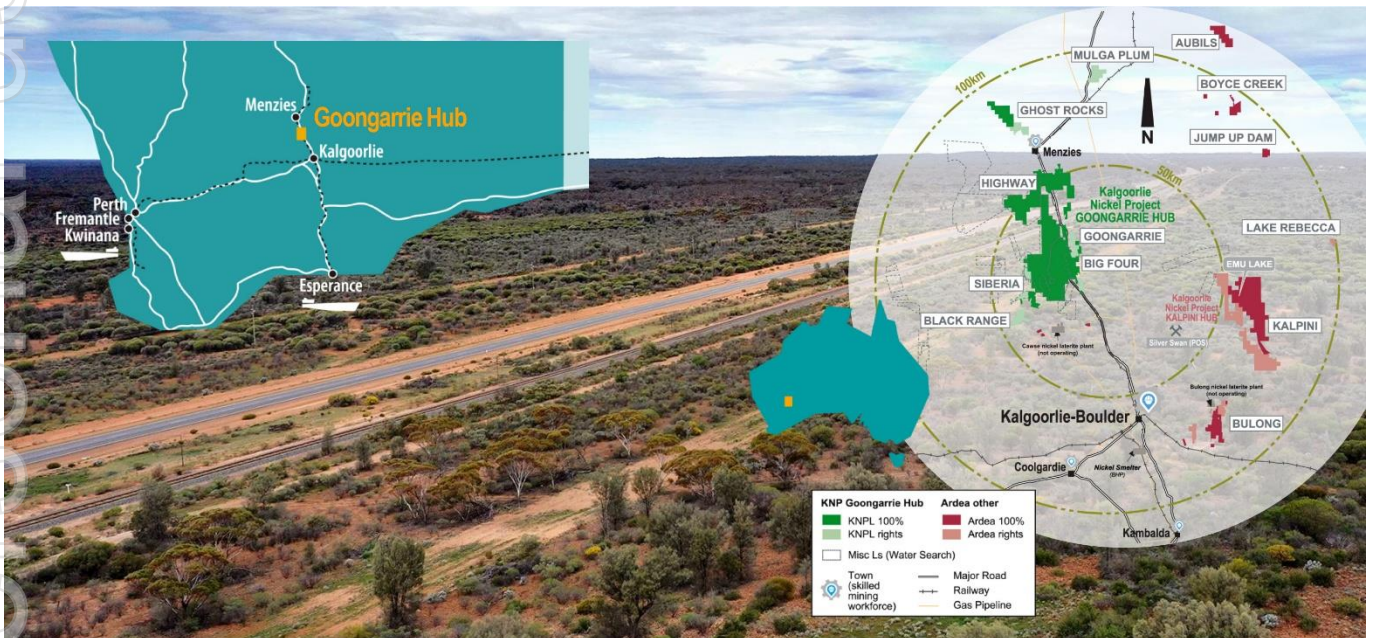 Menzies
Goongarrie Hub
Kalgoorlie
Perth
Fremantle
Kwinana
Esperance
AUBILS
MULGA PLUM
100km
BOYCE CREEK
GHOST ROCKS
N
JUMP UP DAM
Menzies
50km
HIGHWAY
Kalgoorlie
Nickel Project
GOONGARRIE HUB
LAKE REBECCA
GOONGARRIE
BIG FOUR
EMU LAKE
SIBERIA
Kalgoorlie
Nickel Project
KALPINI HUB
KALPINI
BLACK RANGE
Silver Swan (POS)
Cawse nickel laterite plant
(not operating)
Bulong nickel laterite plant
(not operating)
Kalgoorlie-Boulder
BULONG
Coolgardie
Nickel Smelter
(BHP)
Kambalda
KNP Goongarrie Hub
Ardea other
KNPL 100%
Ardea 100%
KNPL rights
Ardea rights
Misc Ls (Water Search)
Town
(skilled
mining
workforce)
Major Road
Railway
Gas Pipeline